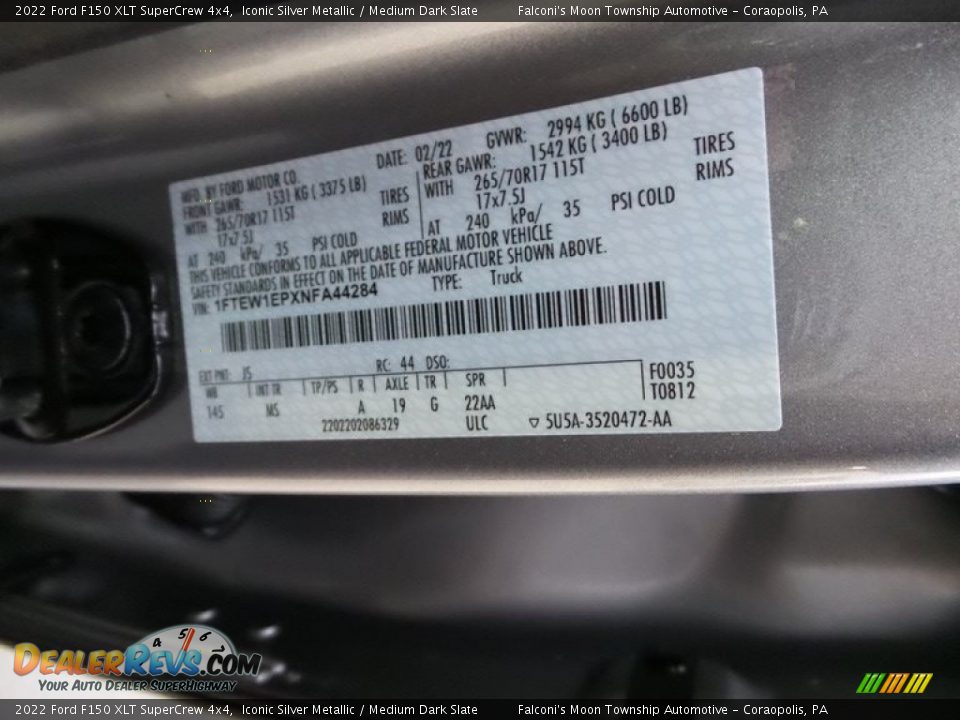 2022 Ford F150 XLT SuperCrew 4x4, Iconic Silver Metallic / Medium Dark Slate Falconi's Moon Township Automotive - Coraopolis, PA
MFD. BY FORD MOTOR CO.
DATE: 02/22 GVWR: 2994 KG ( 6600 LB)
FRONT GAWR: 1531 KG ( 3375 LB)
REAR GAWR: 1542 KG ( 3400 LB)
WITH 265/70R17 115T TIRES
WITH 265/70R17 115T TIRES
17x7.5J RIMS
17x7.5J RIMS
AT 240 kPa/ 35 PSI COLD
AT 240 kPa/ 35 PSI COLD
THIS VEHICLE CONFORMS TO ALL APPLICABLE FEDERAL MOTOR VEHICLE
SAFETY STANDARDS IN EFFECT ON THE DATE OF MANUFACTURE SHOWN ABOVE.
VIN: 1FTEW1EPXNFA44284 TYPE: Truck
EXT PNT: JS RC: 44 DSO:
WB INT TR TP/PS R AXLE TR SPR
145 MS A 19 G 22AA
F0035
T0812
2202202086329 ULC ▽ 5U5A-3520472-AA
4 5 6
DealerRevs.com
Your Auto Dealer SuperHighway
2022 Ford F150 XLT SuperCrew 4x4, Iconic Silver Metallic / Medium Dark Slate Falconi's Moon Township Automotive - Coraopolis, PA